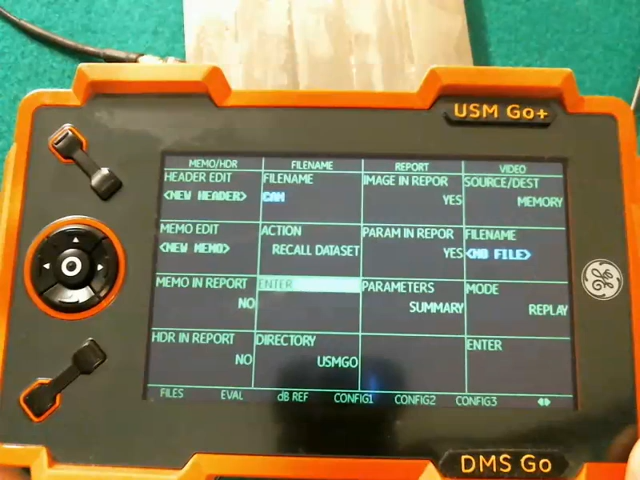 USM Go+
MEMO/HDR FILENAME REPORT VIDEO
HEADER EDIT FILENAME IMAGE IN REPOR SOURCE/DEST
<NEW HEADER> CAM YES MEMORY
MEMO EDIT ACTION PARAM IN REPOR FILENAME
<NEW MEMO> RECALL DATASET YES <NO FILE>
MEMO IN REPORT ENTER PARAMETERS MODE
NO SUMMARY REPLAY
HDR IN REPORT DIRECTORY ENTER
NO USMGO
FILES EVAL dB REF CONFIG1 CONFIG2 CONFIG3
DMS Go